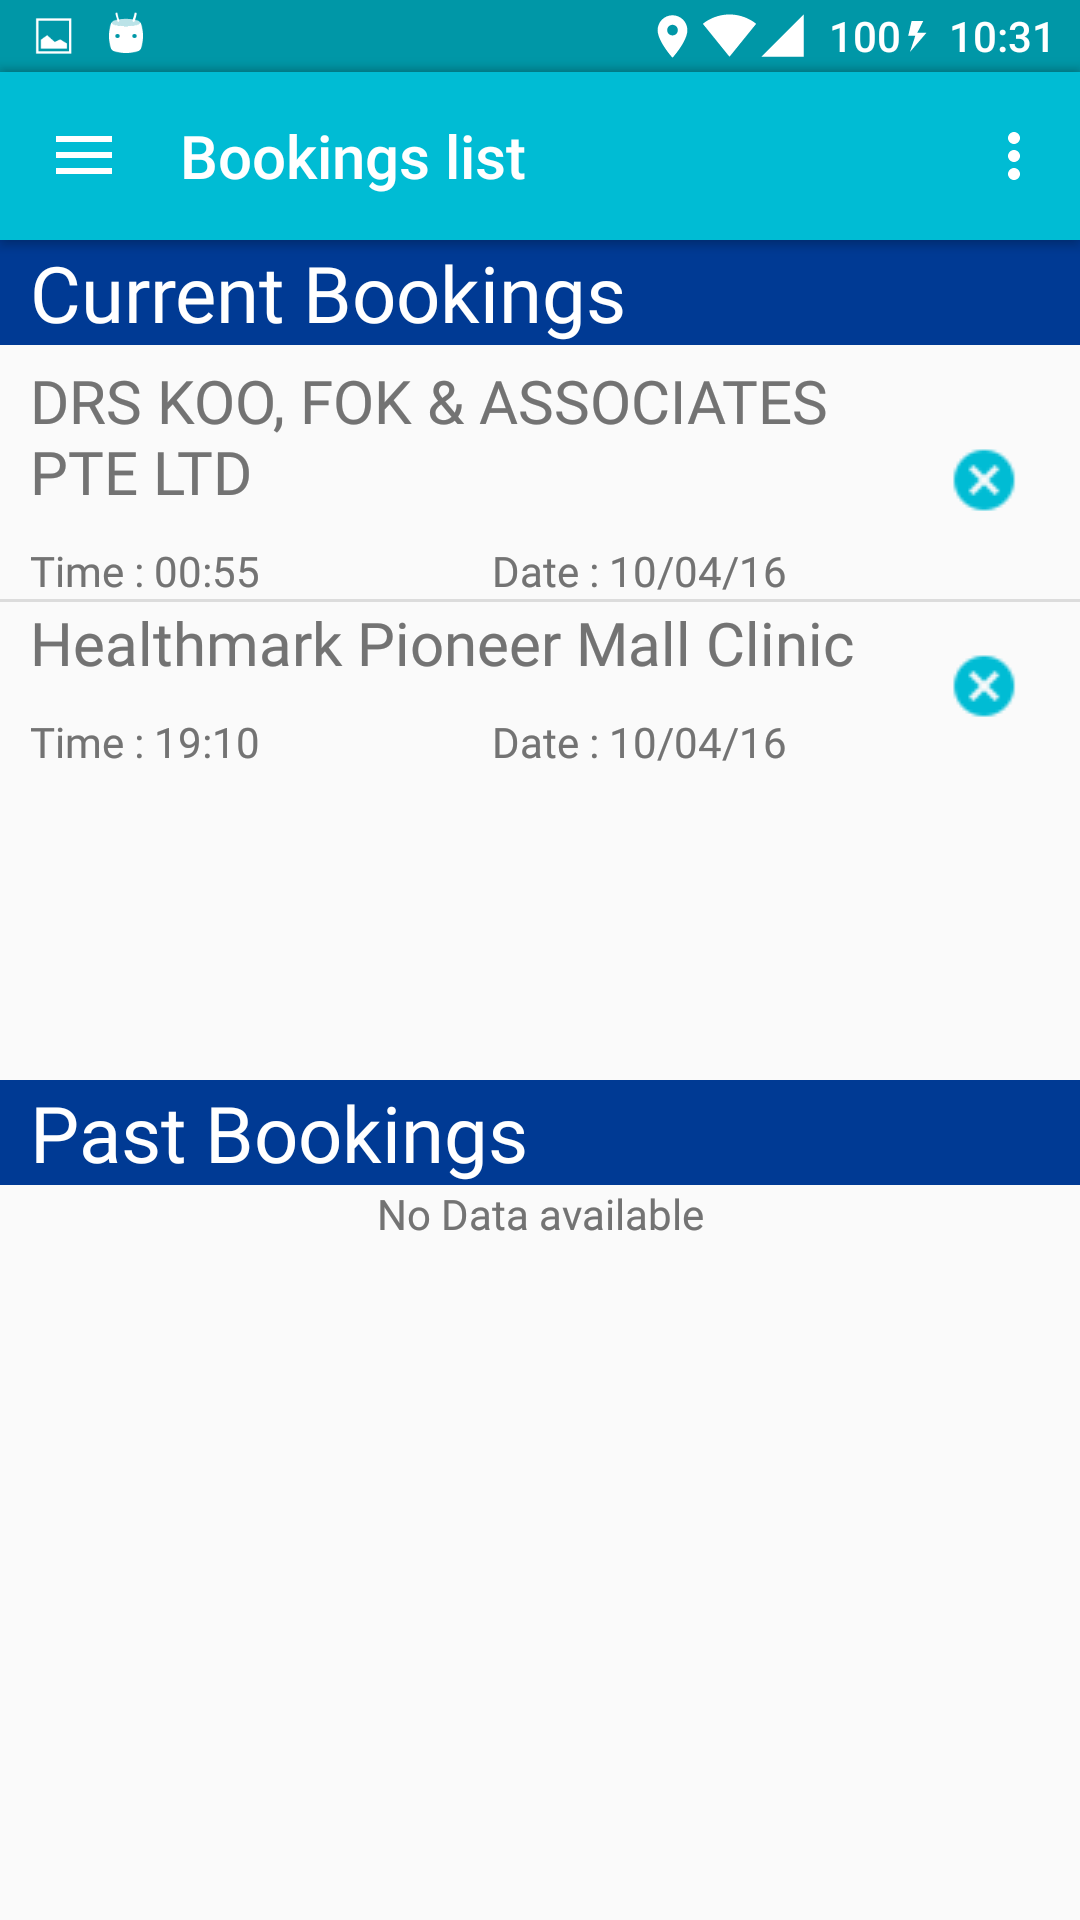 100 10:31
Bookings list
Current Bookings
DRS KOO, FOK & ASSOCIATES
PTE LTD
Time : 00:55 Date : 10/04/16
Healthmark Pioneer Mall Clinic
Time : 19:10 Date : 10/04/16
Past Bookings
No Data available